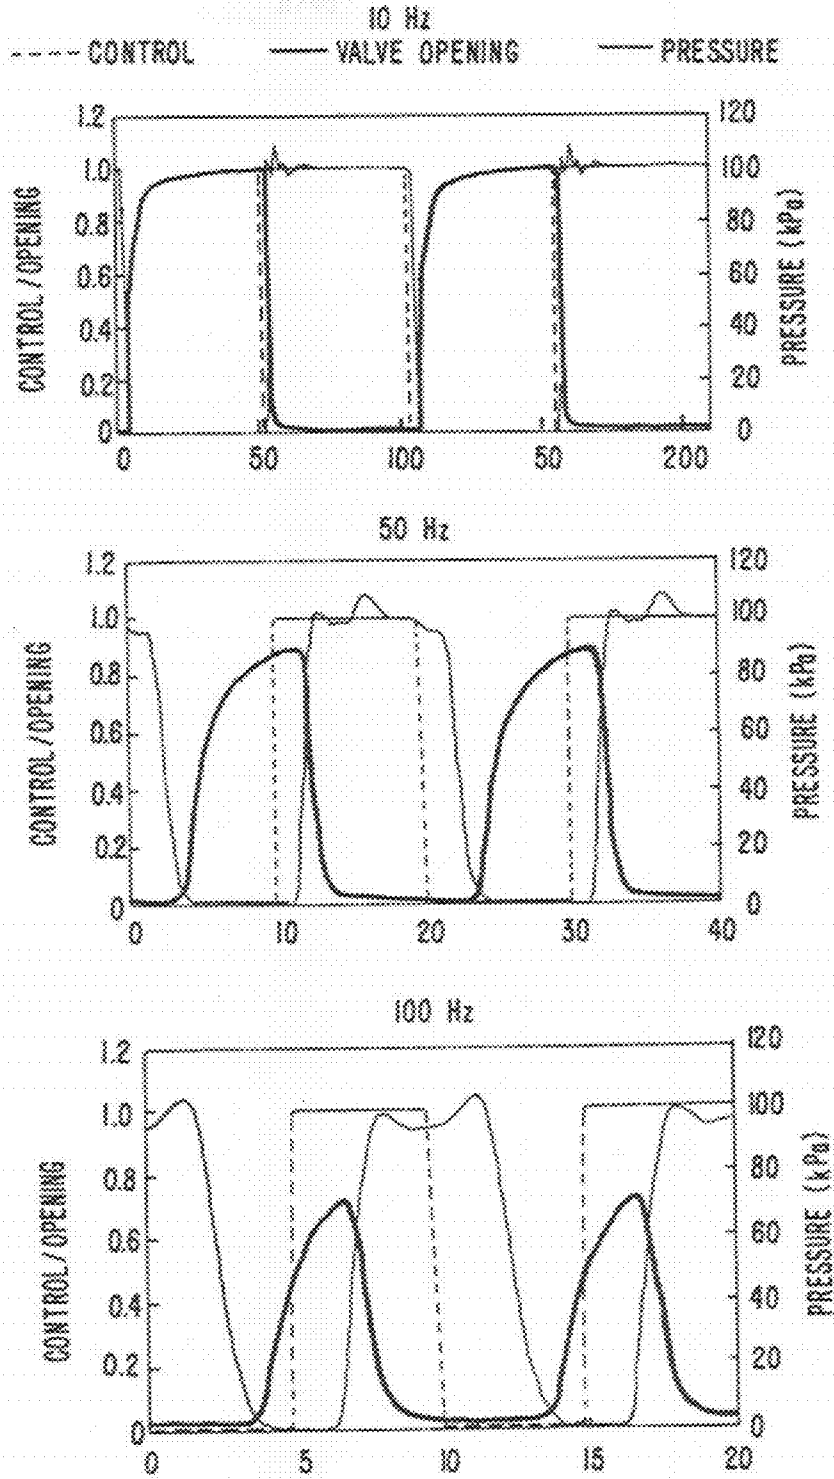 10 Hz
CONTROL VALVE OPENING PRESSURE
1.2 120
1.0 100
0.8 80
0.6 60
0.4 40
0.2 20
0 0
CONTROL/OPENING
PRESSURE (kPa)
0 50 100 50 200
50 Hz
1.2 120
1.0 100
0.8 80
0.6 60
0.4 40
0.2 20
0 0
CONTROL/OPENING
PRESSURE (kPa)
0 10 20 30 40
100 Hz
1.2 120
1.0 100
0.8 80
0.6 60
0.4 40
0.2 20
0 0
CONTROL/OPENING
PRESSURE (kPa)
0 5 10 15 20